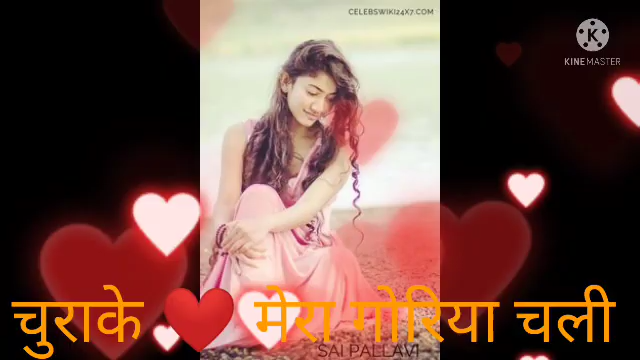 CELEBSWIKI24X7.COM
K
KINEMASTER
चुराके ❤️ मेरा गोरिया चली
SAI PALLAVI